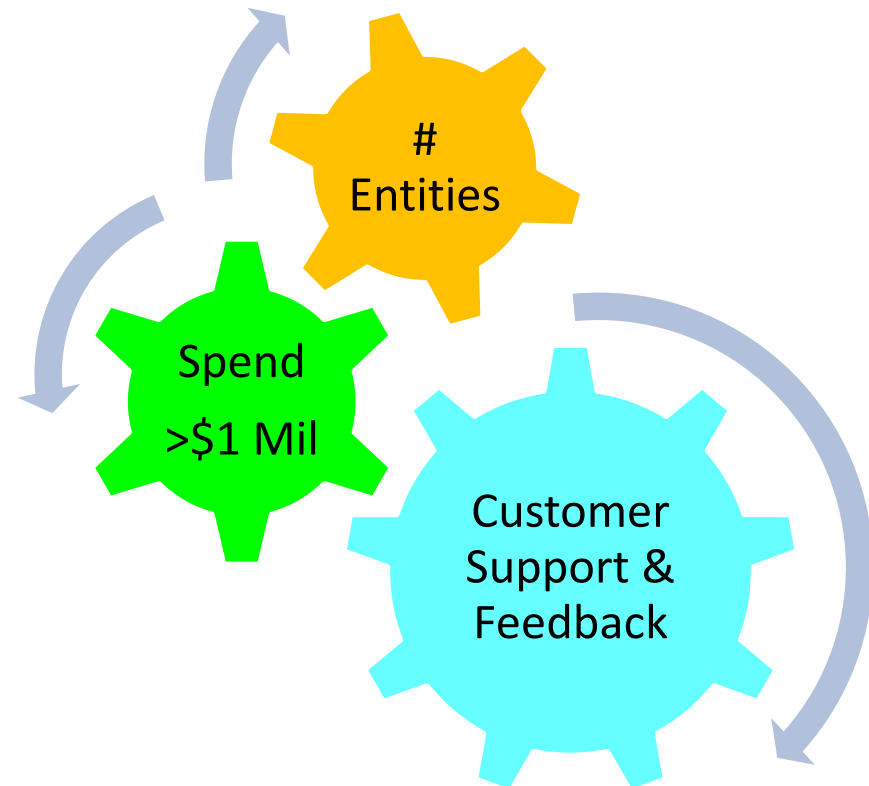 #
Entities
Spend
>$1 Mil
Customer
Support &
Feedback